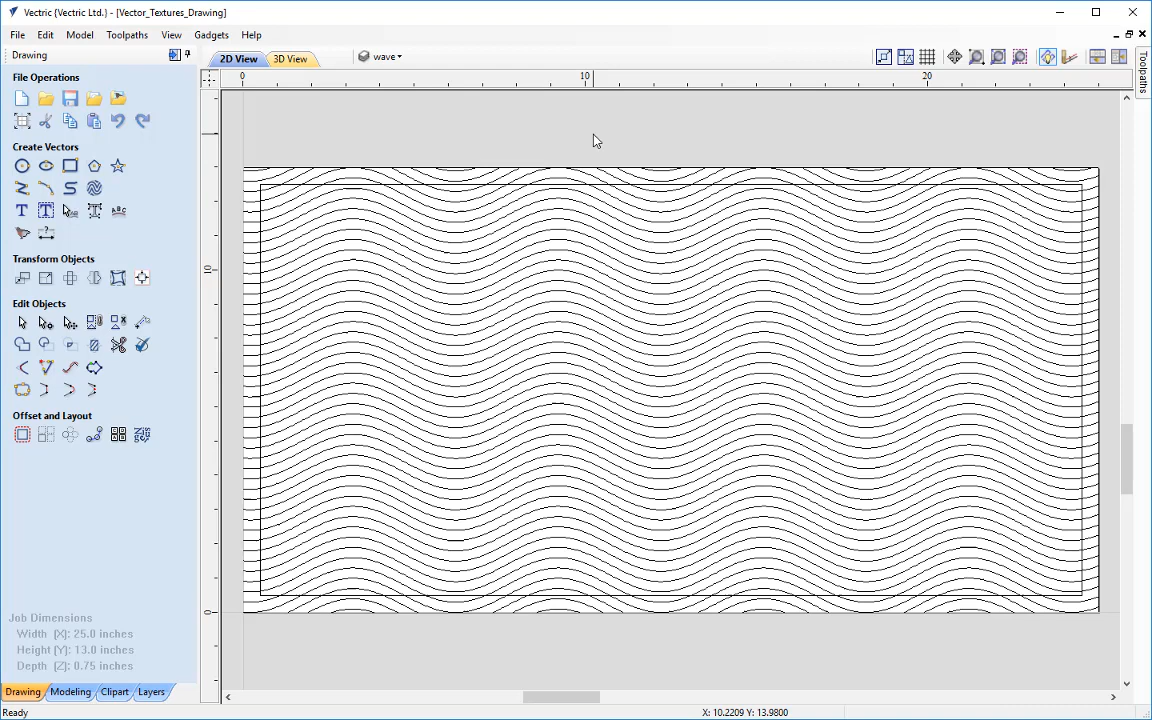 Vectric {Vectric Ltd.} - [Vector_Textures_Drawing]
File Edit Model Toolpaths View Gadgets Help
Drawing
2D View 3D View wave
File Operations
Create Vectors
Transform Objects
Edit Objects
Offset and Layout
0 10 20
10
0
Toolpaths
Job Dimensions
Width (X): 25.0 inches
Height (Y): 13.0 inches
Depth (Z): 0.75 inches
Drawing Modeling Clipart Layers
Ready
X: 10.2209 Y: 13.9800